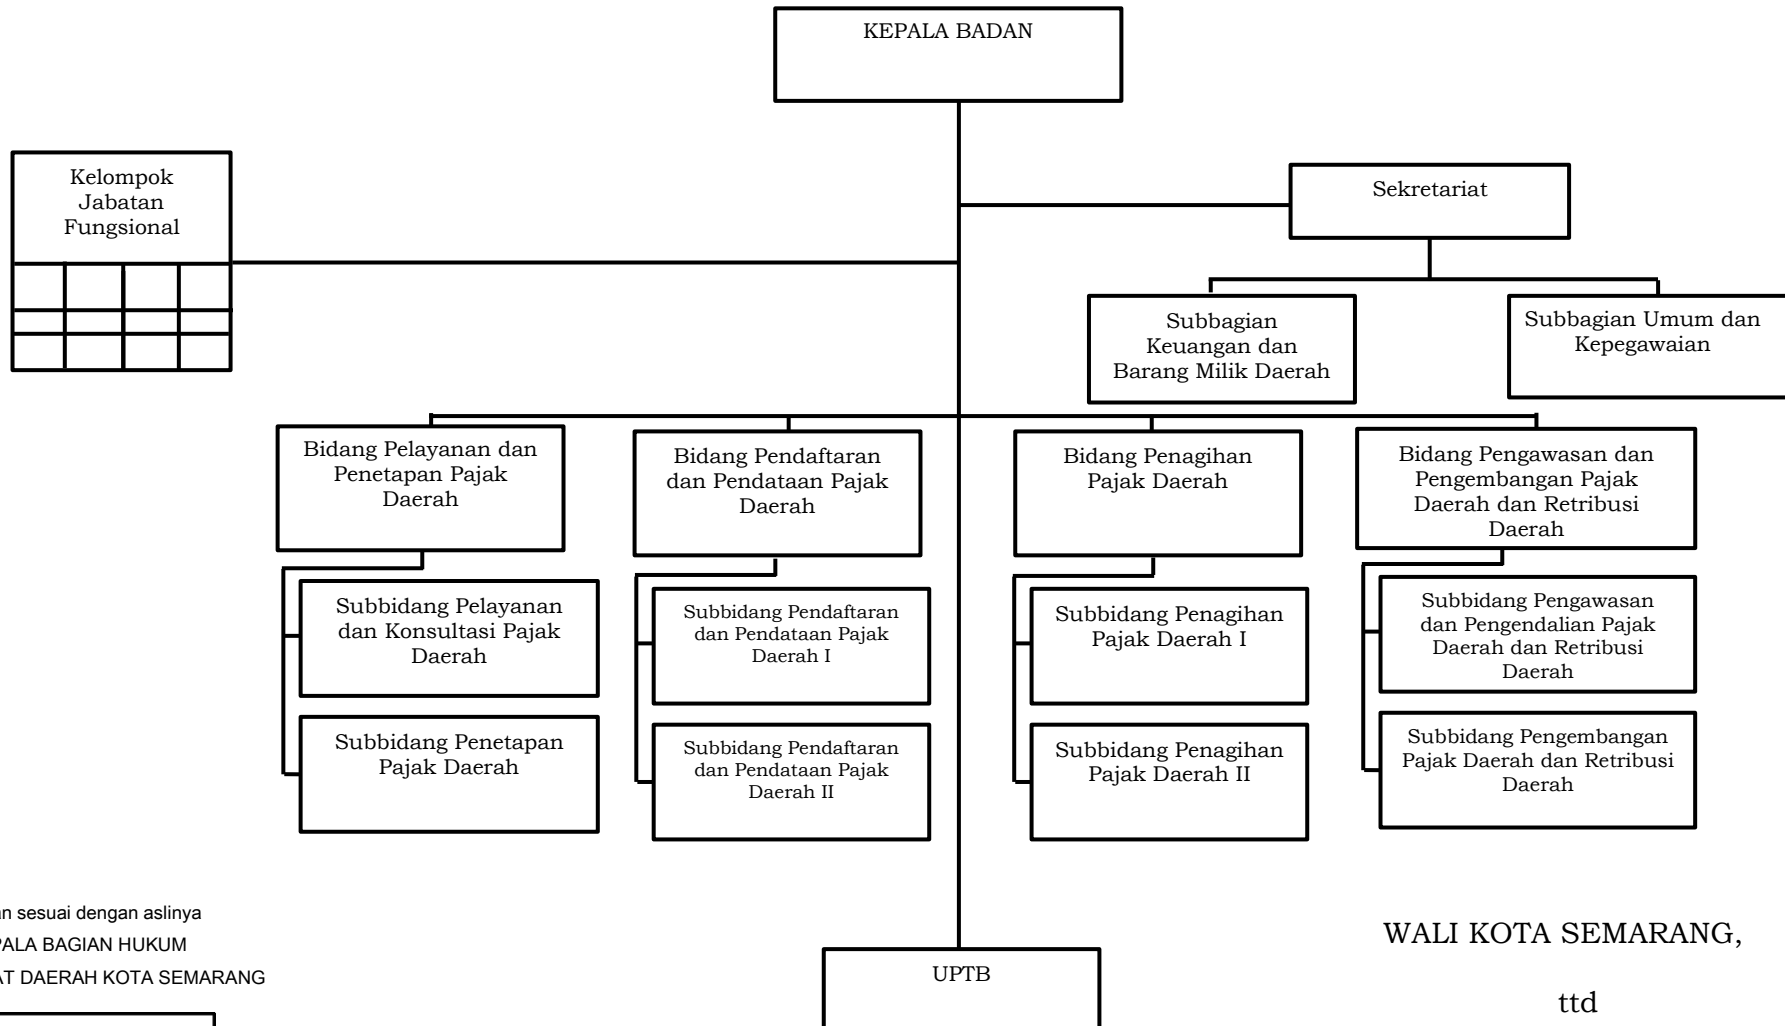 KEPALA BADAN
Kelompok
Jabatan
Fungsional
Sekretariat
Subbagian
Keuangan dan
Barang Milik Daerah
Subbagian Umum dan
Kepegawaian
Bidang Pelayanan dan
Penetapan Pajak
Daerah
Bidang Pendaftaran
dan Pendataan Pajak
Daerah
Bidang Penagihan
Pajak Daerah
Bidang Pengawasan dan
Pengembangan Pajak
Daerah dan Retribusi
Daerah
Subbidang Pelayanan
dan Konsultasi Pajak
Daerah
Subbidang Pendaftaran
dan Pendataan Pajak
Daerah I
Subbidang Penagihan
Pajak Daerah I
Subbidang Pengawasan
dan Pengendalian Pajak
Daerah dan Retribusi
Daerah
Subbidang Penetapan
Pajak Daerah
Subbidang Pendaftaran
dan Pendataan Pajak
Daerah II
Subbidang Penagihan
Pajak Daerah II
Subbidang Pengembangan
Pajak Daerah dan Retribusi
Daerah
an sesuai dengan aslinya
PALA BAGIAN HUKUM
AT DAERAH KOTA SEMARANG
UPTB
WALI KOTA SEMARANG,
ttd